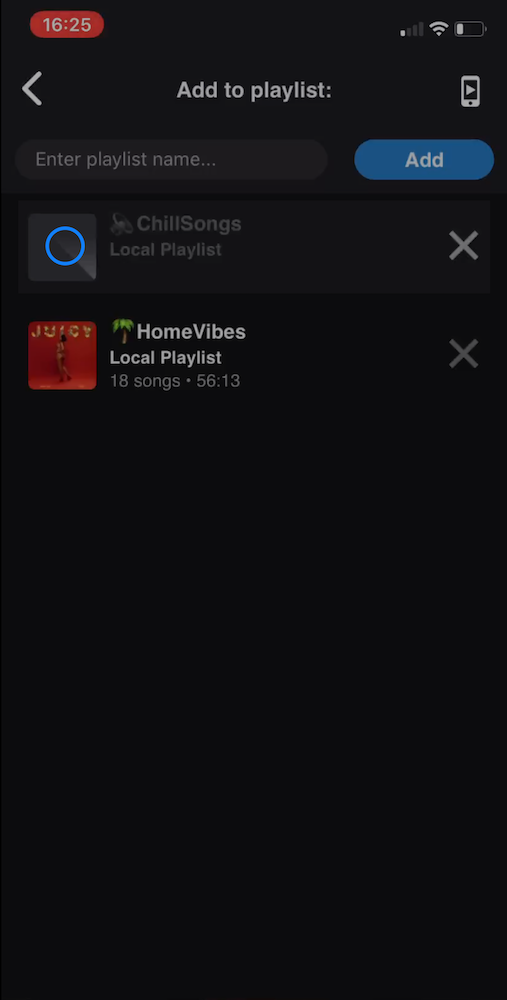 16:25
Add to playlist:
Enter playlist name...
Add
ChillSongs
Local Playlist
JUICY
🌴HomeVibes
Local Playlist
18 songs • 56:13